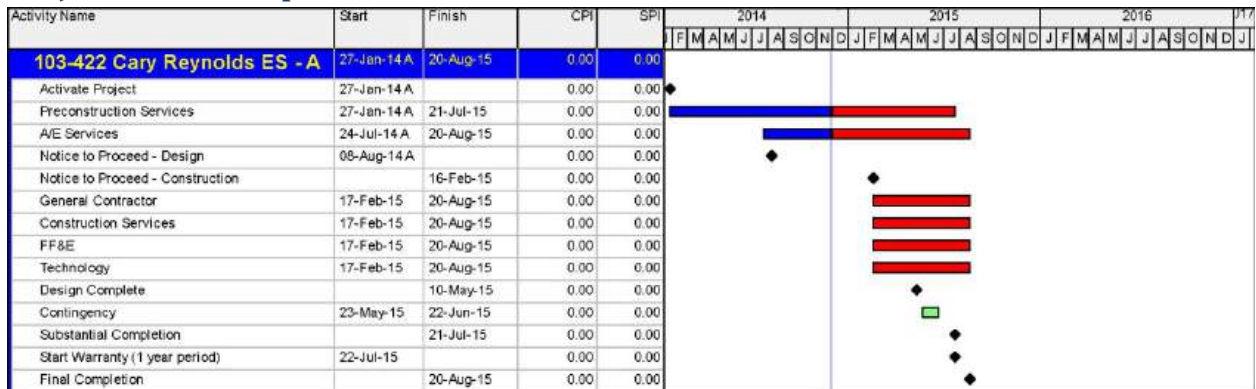 Activity Name Start Finish CPI SPI 2014 2015 2016 J17
F M A M J J A S O N D J F M A M J J A S O N D J F M A M J J A S O N D J
103-422 Cary Reynolds ES - A 27-Jan-14 A 20-Aug-15 0.00 0.00
Activate Project 27-Jan-14 A 0.00 0.00
Preconstruction Services 27-Jan-14 A 21-Jul-15 0.00 0.00
A/E Services 24-Jul-14 A 20-Aug-15 0.00 0.00
Notice to Proceed - Design 08-Aug-14 A 0.00 0.00
Notice to Proceed - Construction 16-Feb-15 0.00 0.00
General Contractor 17-Feb-15 20-Aug-15 0.00 0.00
Construction Services 17-Feb-15 20-Aug-15 0.00 0.00
FF&E 17-Feb-15 20-Aug-15 0.00 0.00
Technology 17-Feb-15 20-Aug-15 0.00 0.00
Design Complete 10-May-15 0.00 0.00
Contingency 23-May-15 22-Jun-15 0.00 0.00
Substantial Completion 21-Jul-15 0.00 0.00
Start Warranty (1 year period) 22-Jul-15 0.00 0.00
Final Completion 20-Aug-15 0.00 0.00